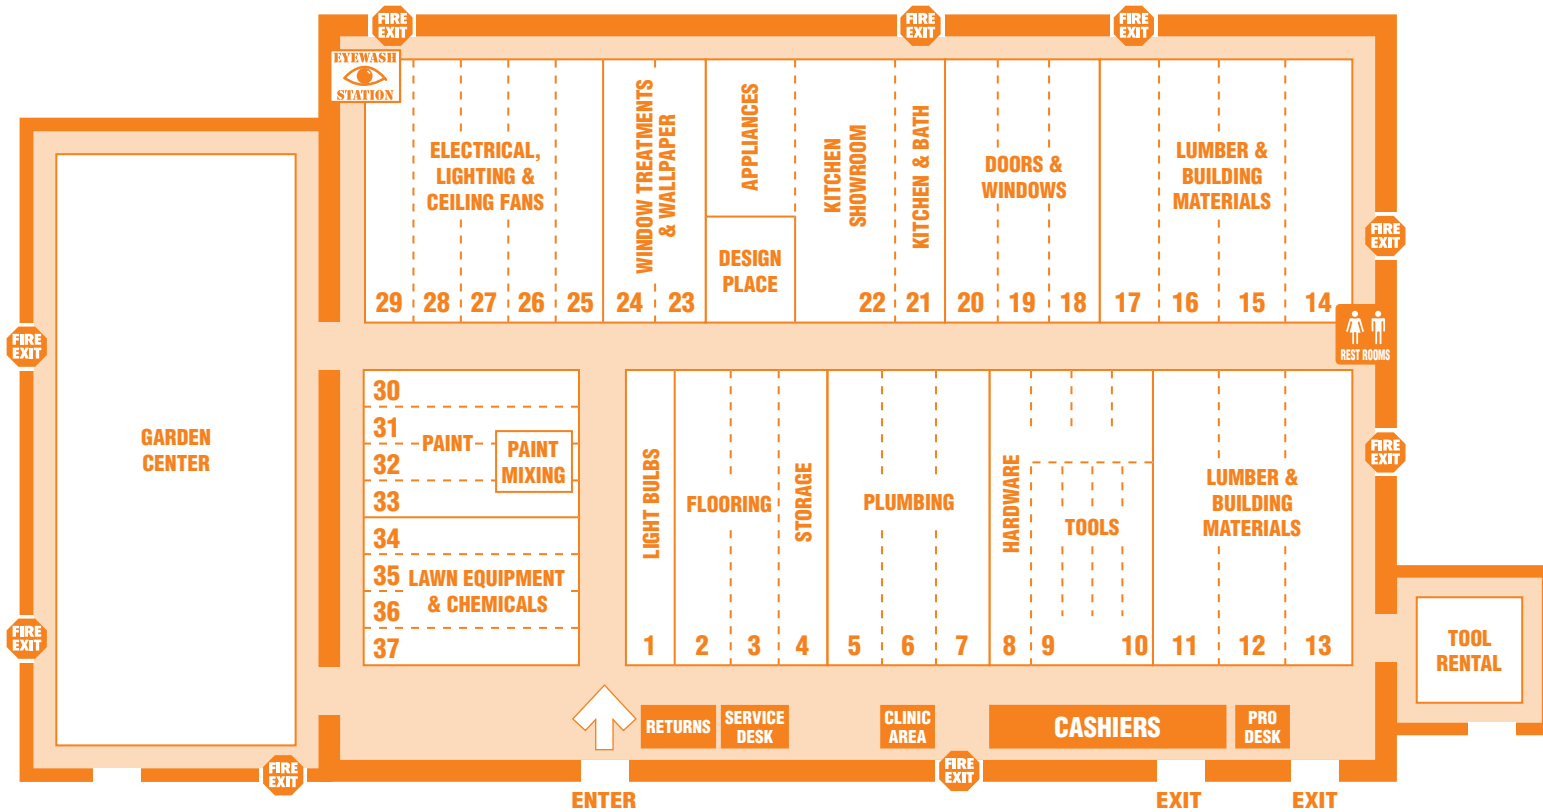 FIRE
EXIT
FIRE
EXIT
FIRE
EXIT
EYEWASH
STATION
ELECTRICAL,
LIGHTING &
CEILING FANS
WINDOW TREATMENTS
& WALLPAPER
APPLIANCES
DESIGN
PLACE
KITCHEN
SHOWROOM
KITCHEN & BATH
DOORS &
WINDOWS
LUMBER &
BUILDING
MATERIALS
FIRE
EXIT
29 28 27 26 25 24 23 22 21 20 19 18 17 16 15 14
REST ROOMS
FIRE
EXIT
GARDEN
CENTER
FIRE
EXIT
30
31
PAINT
32
33
PAINT
MIXING
34
35
LAWN EQUIPMENT
36
& CHEMICALS
37
LIGHT BULBS
FLOORING
STORAGE
PLUMBING
HARDWARE
TOOLS
LUMBER &
BUILDING
MATERIALS
FIRE
EXIT
1 2 3 4 5 6 7 8 9 10 11 12 13
TOOL
RENTAL
RETURNS
SERVICE
DESK
CLINIC
AREA
CASHIERS
PRO
DESK
FIRE
EXIT
FIRE
EXIT
ENTER
EXIT
EXIT